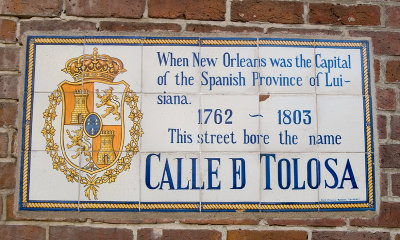 When New Orleans was the Capital
of the Spanish Province of Lui-
siana.
1762 ~ 1803
This street bore the name
CALLE D TOLOSA